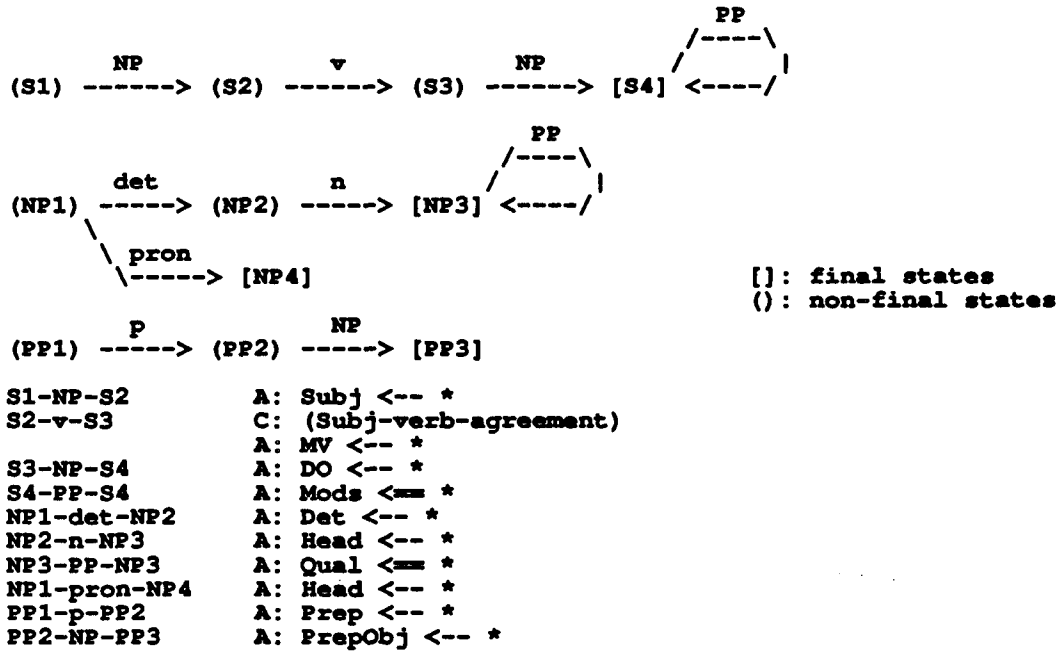 PP
/----\
NP v NP / |
(S1) ------> (S2) ------> (S3) ------> [S4] <----/
PP
/----\
det n / |
(NP1) -----> (NP2) -----> [NP3] <----/
\
\ pron
\-----> [NP4]
[]: final states
(): non-final states
p NP
(PP1) -----> (PP2) -----> [PP3]
S1-NP-S2 A: Subj <-- *
S2-v-S3 C: (Subj-verb-agreement)
A: MV <-- *
S3-NP-S4 A: DO <-- *
S4-PP-S4 A: Mods <== *
NP1-det-NP2 A: Det <-- *
NP2-n-NP3 A: Head <-- *
NP3-PP-NP3 A: Qual <== *
NP1-pron-NP4 A: Head <-- *
PP1-p-PP2 A: Prep <-- *
PP2-NP-PP3 A: PrepObj <-- *